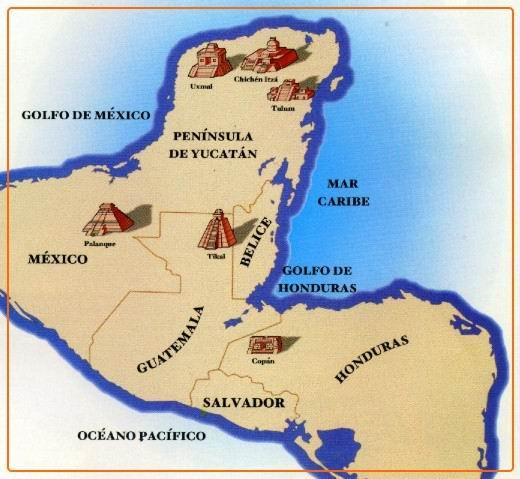 Uxmal
Chichén Itzá
Tulum
GOLFO DE MÉXICO
PENÍNSULA
DE YUCATÁN
MAR
CARIBE
Palanque
Tikal
BELICE
MÉXICO
GOLFO DE
HONDURAS
GUATEMALA
Copán
HONDURAS
SALVADOR
OCÉANO PACÍFICO